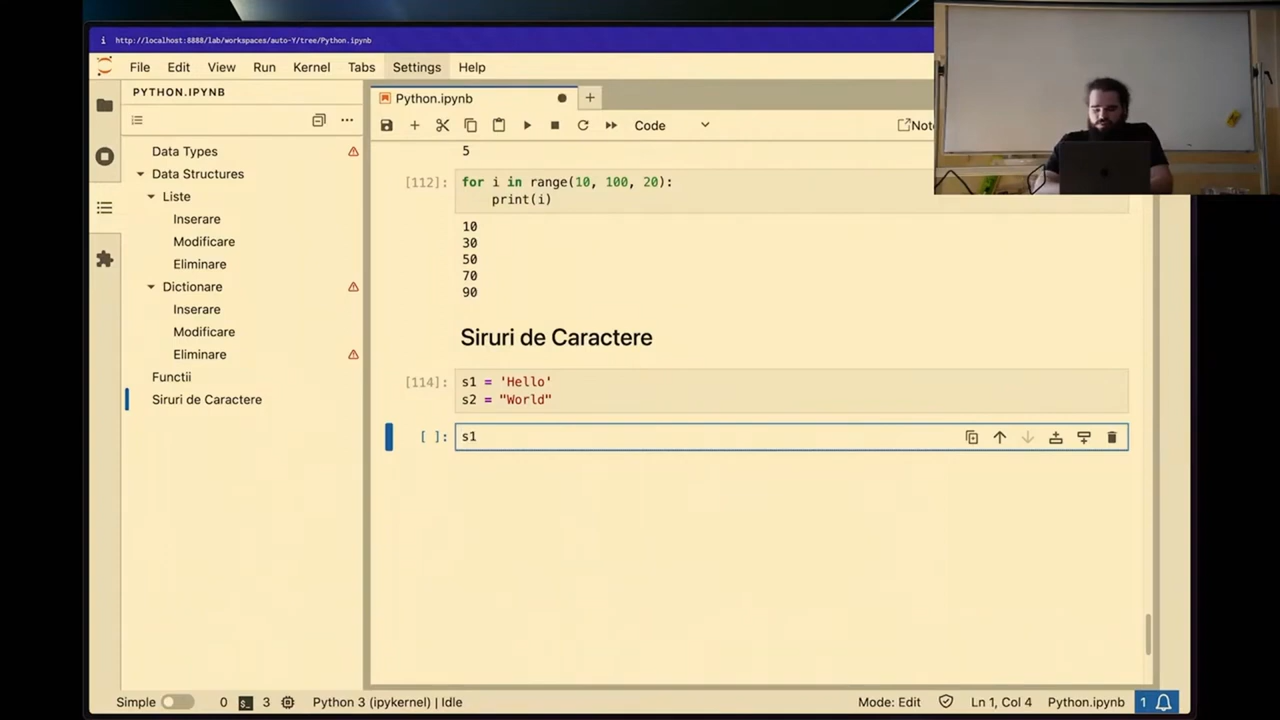 http://localhost:8888/lab/workspaces/auto-Y/tree/Python.ipynb
File Edit View Run Kernel Tabs Settings Help
PYTHON.IPYNB
Data Types
Data Structures
Liste
Inserare
Modificare
Eliminare
Dictionare
Inserare
Modificare
Eliminare
Functii
Siruri de Caractere
Python.ipynb
Code
Not
5
[112]: for i in range(10, 100, 20):
print(i)
10
30
50
70
90
Siruri de Caractere
[114]: s1 = 'Hello'
s2 = "World"
[ ]: s1
Simple 0 $_ 3 Python 3 (ipykernel) | Idle Mode: Edit Ln 1, Col 4 Python.ipynb 1